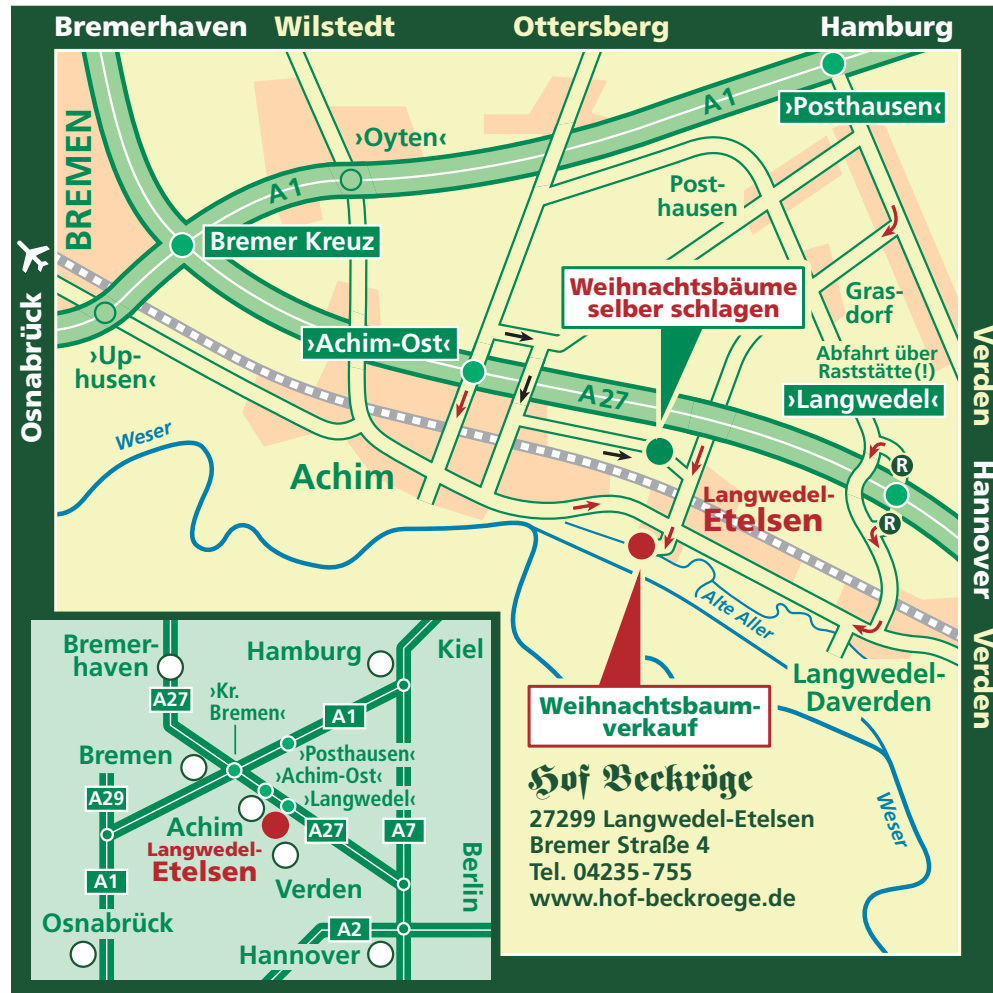 Bremerhaven Wilstedt Ottersberg Hamburg
A1
›Posthausen‹
›Oyten‹
BREMEN
A1
Post-
hausen
Bremer Kreuz
Osnabrück
Weihnachtsbäume
selber schlagen
Gras-
dorf
›Achim-Ost‹
›Up-
husen‹
Abfahrt über
Raststätte(!)
›Langwedel‹
Verden
A27
Weser
Achim
R
Langwedel-
Etelsen
R
Hannover
Alte Aller
Verden
Langwedel-
Daverden
Weihnachtsbaum-
verkauf
Hof Beckröge
27299 Langwedel-Etelsen
Bremer Straße 4
Tel. 04235-755
www.hof-beckroege.de
Weser
Bremer-
haven
Hamburg
Kiel
A27
›Kr.
Bremen‹
A1
Bremen
›Posthausen‹
›Achim-Ost‹
›Langwedel‹
A29
Achim
A27
A7
Langwedel-
Etelsen
A1
Verden
Berlin
Osnabrück
A2
Hannover